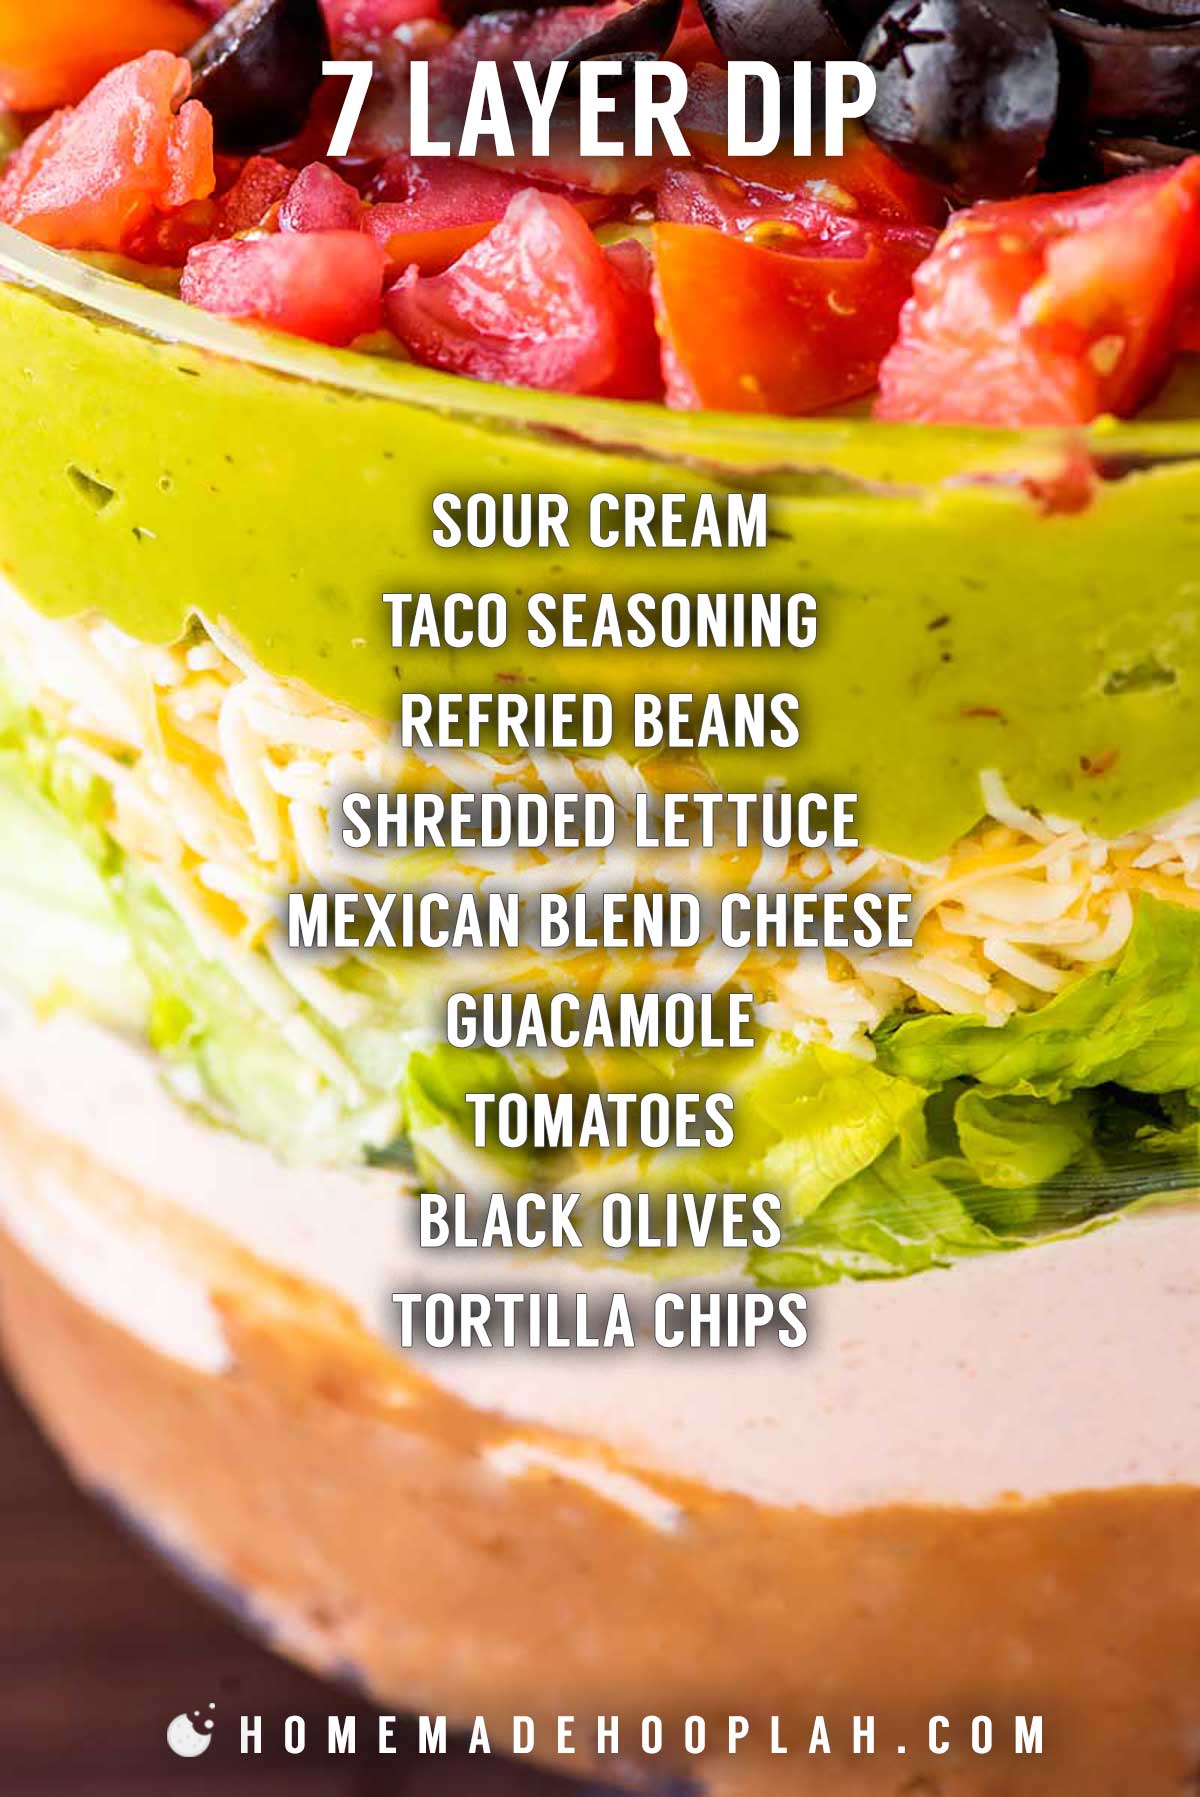 7 LAYER DIP
SOUR CREAM
TACO SEASONING
REFRIED BEANS
SHREDDED LETTUCE
MEXICAN BLEND CHEESE
GUACAMOLE
TOMATOES
BLACK OLIVES
TORTILLA CHIPS
HOMEMADEHOOPLAH.COM